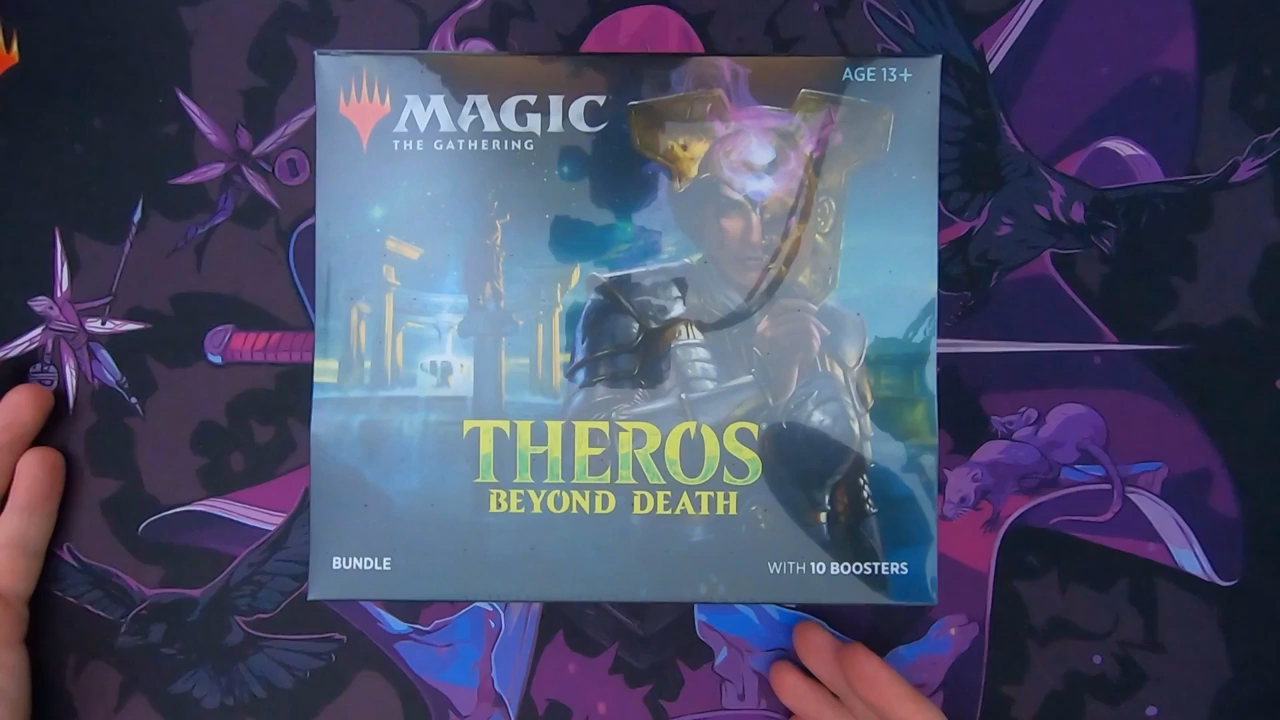 AGE 13+
MAGIC
THE GATHERING
THEROS
BEYOND DEATH
BUNDLE
WITH 10 BOOSTERS